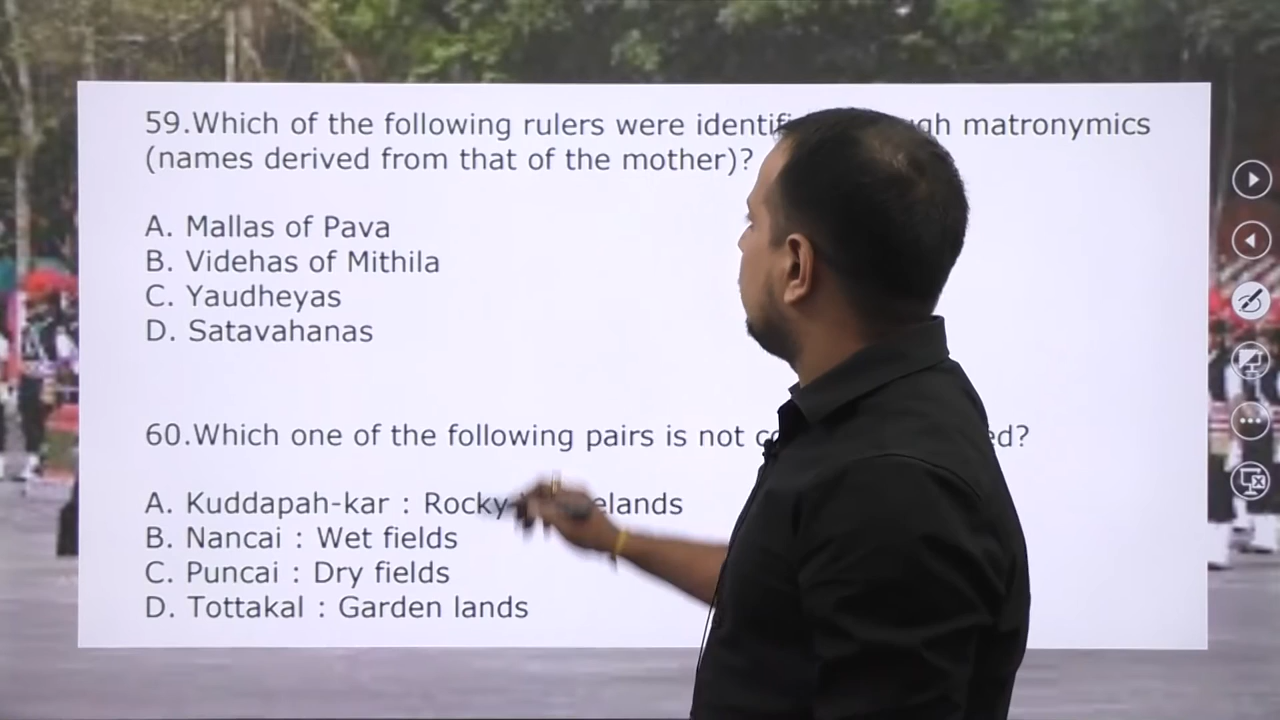 59.Which of the following rulers were identif gh matronymics
(names derived from that of the mother)?
A. Mallas of Pava
B. Videhas of Mithila
C. Yaudheyas
D. Satavahanas
60.Which one of the following pairs is not co ed?
A. Kuddapah-kar : Rocky elands
B. Nancai : Wet fields
C. Puncai : Dry fields
D. Tottakal : Garden lands